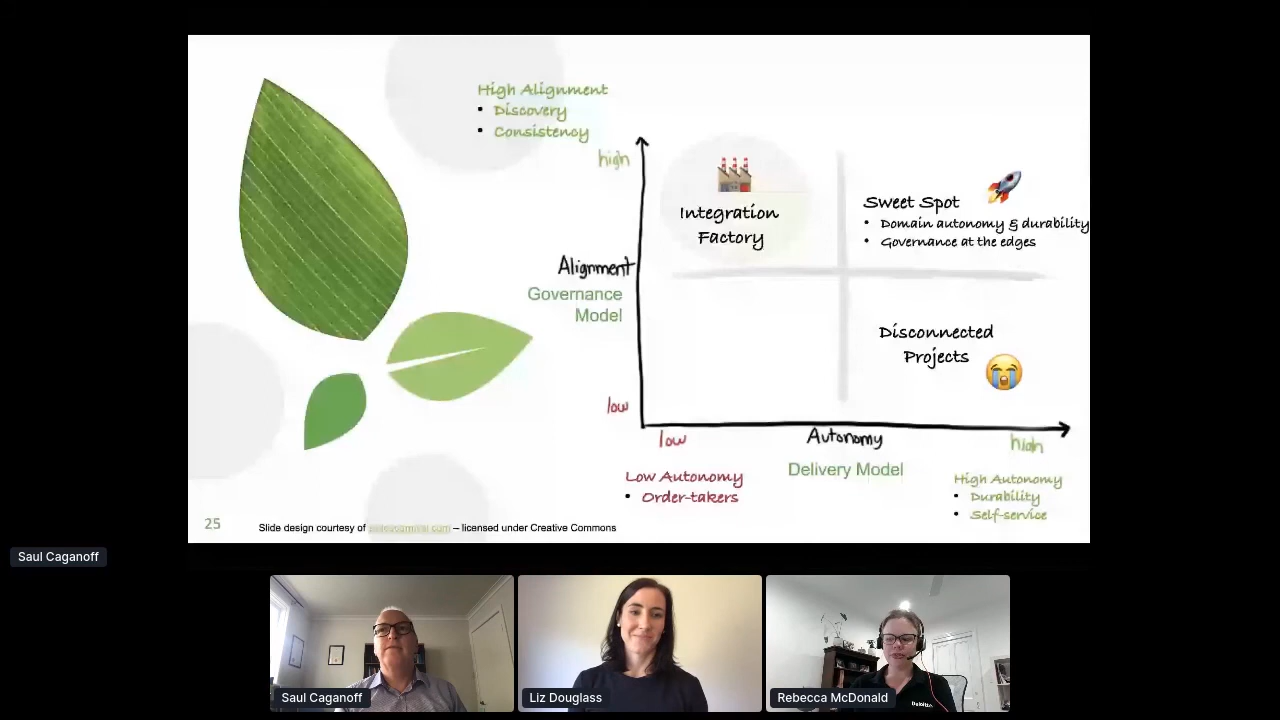 High Alignment
• Discovery
• Consistency
high
Integration
Factory
Sweet Spot
• Domain autonomy & durability
• Governance at the edges
Alignment
Governance
Model
Disconnected
Projects
low
low
Autonomy
high
Delivery Model
Low Autonomy
• Order-takers
High Autonomy
• Durability
• Self-service
25
Slide design courtesy of – licensed under Creative Commons
Saul Caganoff
Saul Caganoff
Liz Douglass
Rebecca McDonald
Deloitte